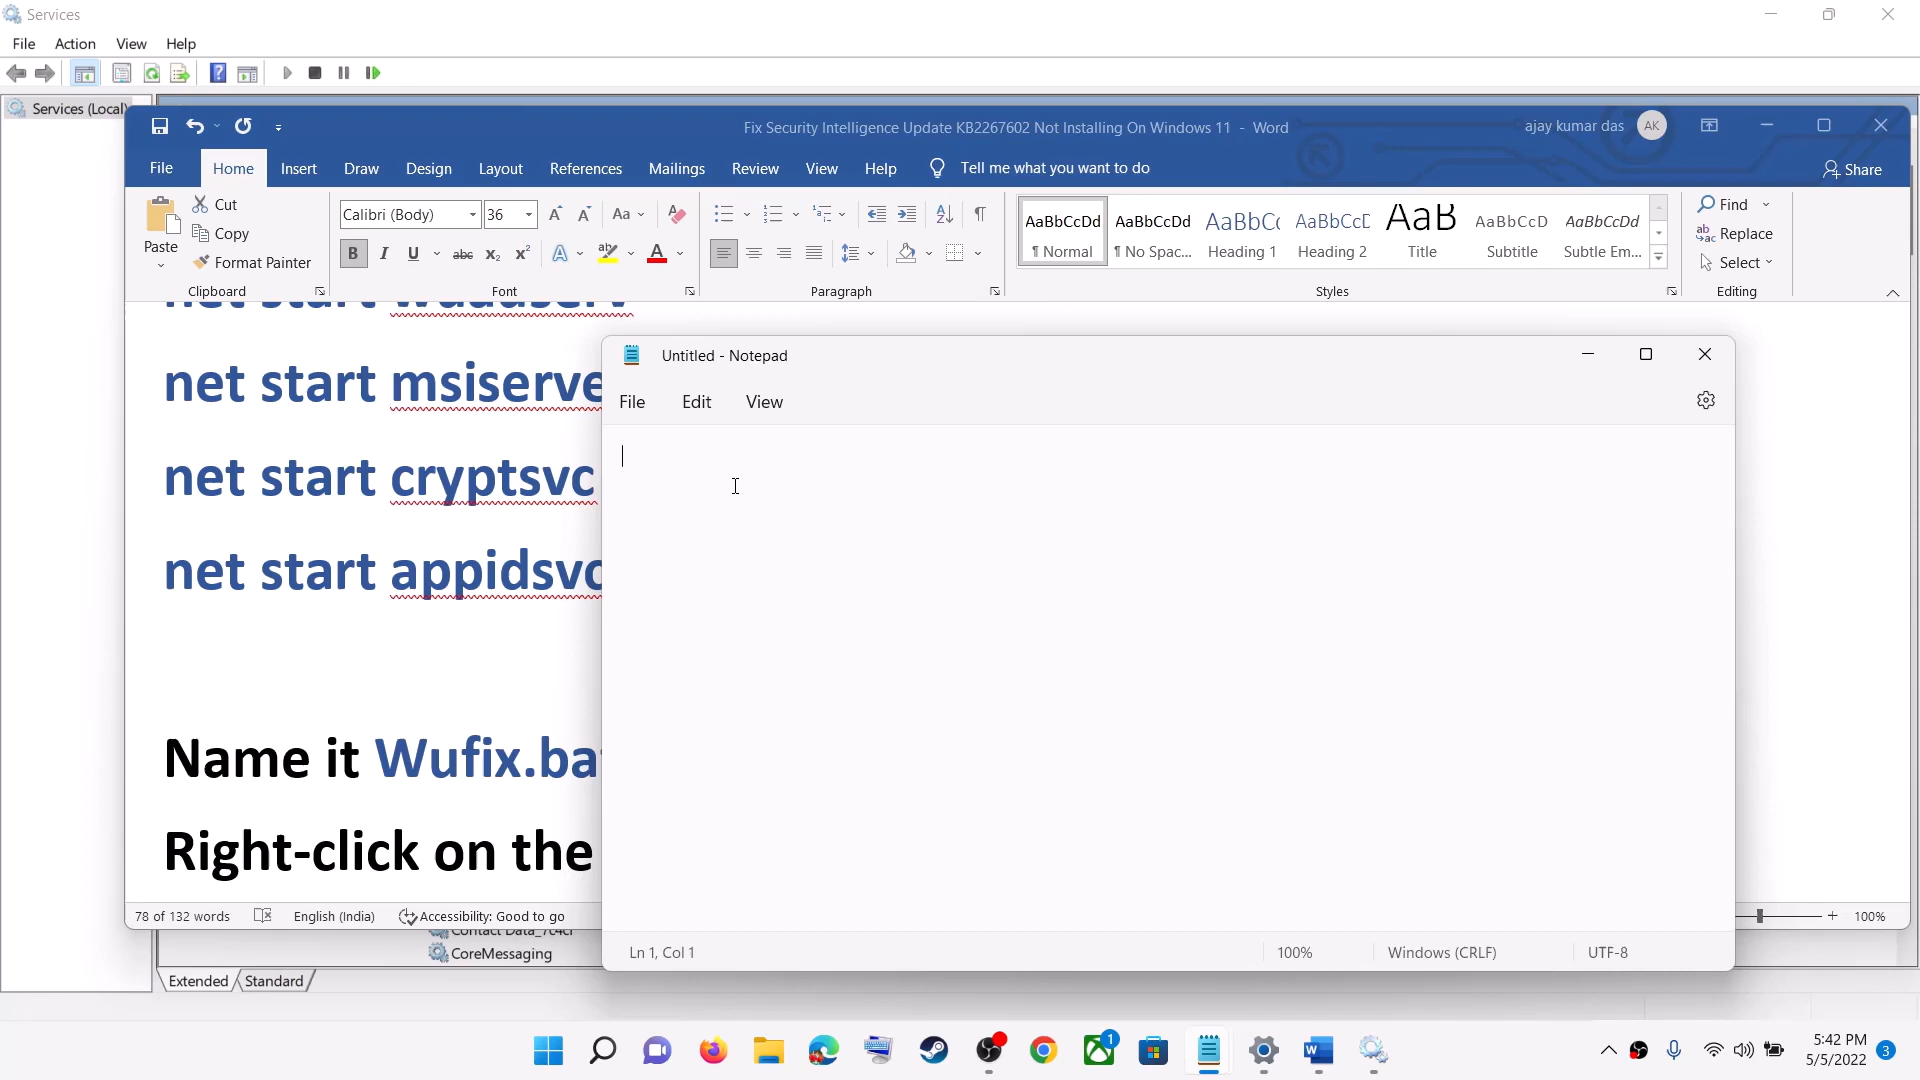 Services
File Action View Help
Services (Local)
Fix Security Intelligence Update KB2267602 Not Installing On Windows 11 - Word
ajay kumar das AK
File Home Insert Draw Design Layout References Mailings Review View Help Tell me what you want to do Share
Paste
Cut
Copy
Format Painter
Clipboard
Calibri (Body) 36
Font
Paragraph
AaBbCcDd AaBbCcDd AaBbCc AaBbCcD AaB AaBbCcD AaBbCcDd
¶ Normal ¶ No Spac... Heading 1 Heading 2 Title Subtitle Subtle Em...
Styles
Find
Replace
Select
Editing
net start
net start msiserve
net start cryptsvc
net start appidsvc
Name it Wufix.ba
Right-click on the
Untitled - Notepad
File Edit View
Ln 1, Col 1 100% Windows (CRLF) UTF-8
78 of 132 words English (India) Accessibility: Good to go 100%
CoreMessaging
Extended Standard
1
5:42 PM
5/5/2022
3